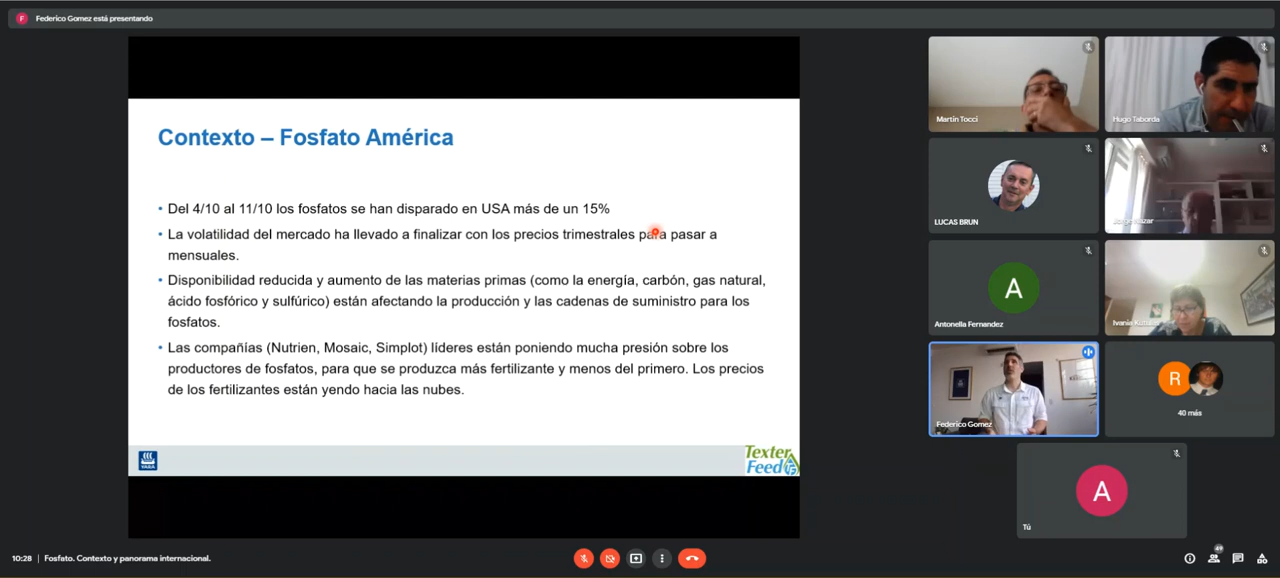 F
Federico Gomez está presentando
Contexto – Fosfato América
• Del 4/10 al 11/10 los fosfatos se han disparado en USA más de un 15%
• La volatilidad del mercado ha llevado a finalizar con los precios trimestrales para pasar a
mensuales.
• Disponibilidad reducida y aumento de las materias primas (como la energía, carbón, gas natural,
ácido fosfórico y sulfúrico) están afectando la producción y las cadenas de suministro para los
fosfatos.
• Las compañías (Nutrien, Mosaic, Simplot) líderes están poniendo mucha presión sobre los
productores de fosfatos, para que se produzca más fertilizante y menos del primero. Los precios
de los fertilizantes están yendo hacia las nubes.
YARA
Texter
Feed
Martín Tocci
Hugo Taborda
LUCAS BRUN
A
Antonella Fernandez
Ivania
Federico Gomez
R
40 más
A
Tú
10:28 | Fosfato. Contexto y panorama internacional.
49